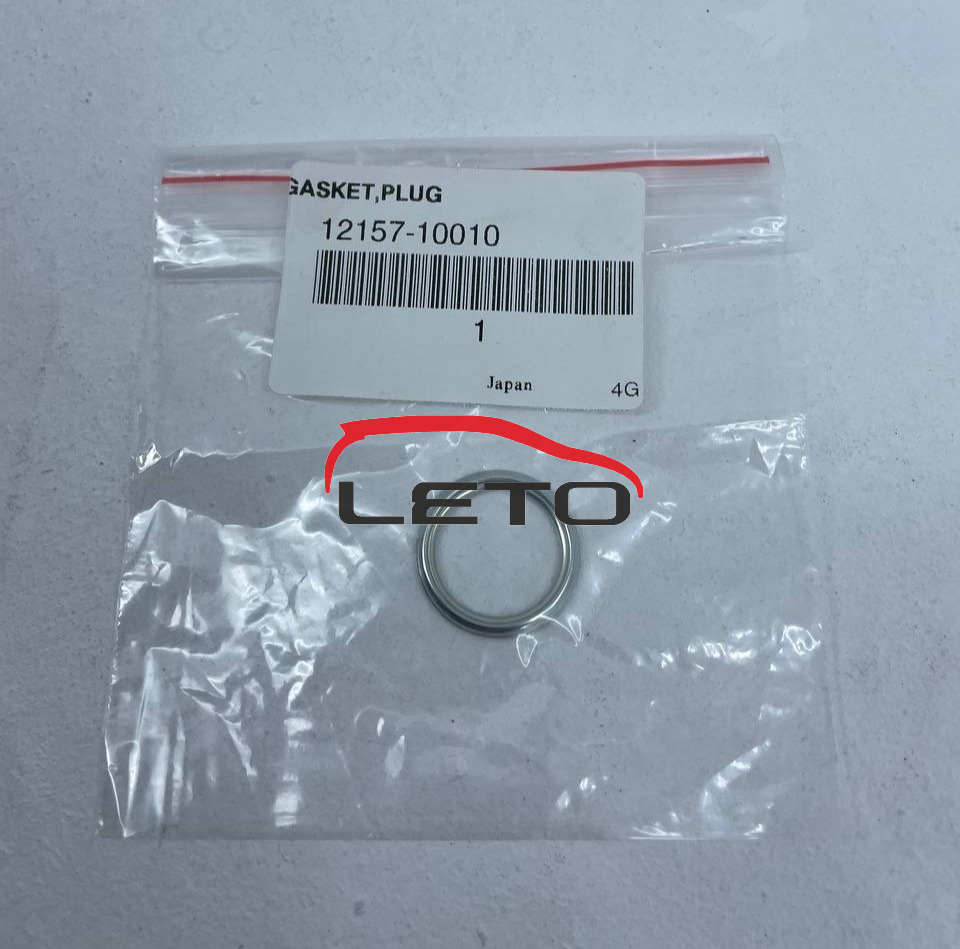 GASKET,PLUG
12157-10010
1
Japan
4G
LETO